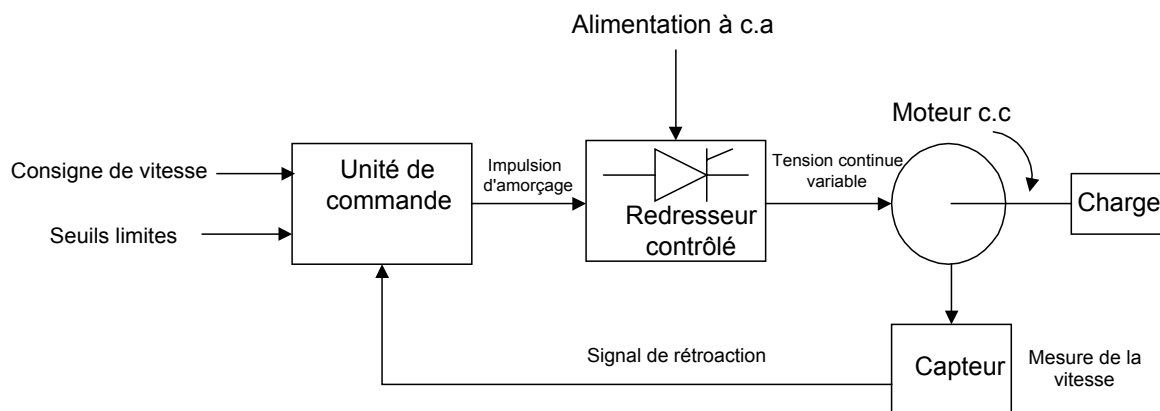 Alimentation à c.a
Moteur c.c
Consigne de vitesse
Seuils limites
Unité de
commande
Impulsion
d'amorçage
Redresseur
contrôlé
Tension continue
variable
Charge
Signal de rétroaction
Capteur
Mesure de la
vitesse